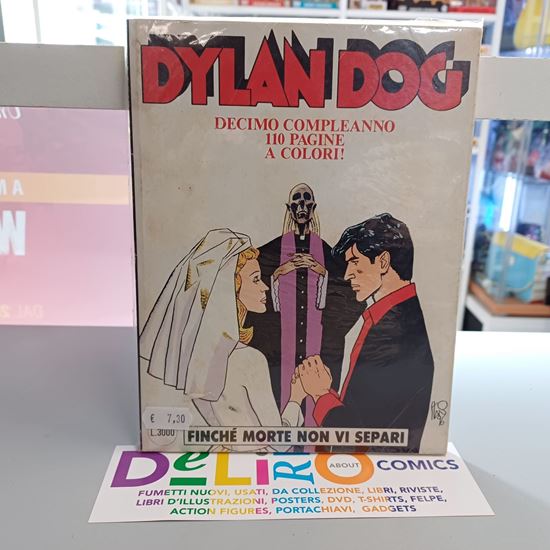 DYLAN DOG
DECIMO COMPLEANNO
110 PAGINE
A COLORI!
€ 7,30
L.3000
FINCHÉ MORTE NON VI SEPARI
DeLiRiO ABOUT COMICS
FUMETTI NUOVI, USATI, DA COLLEZIONE, LIBRI, RIVISTE,
LIBRI D'ILLUSTRAZIONI, POSTERS, DVD, T-SHIRTS, FELPE,
ACTION FIGURES, PORTACHIAVI, GADGETS